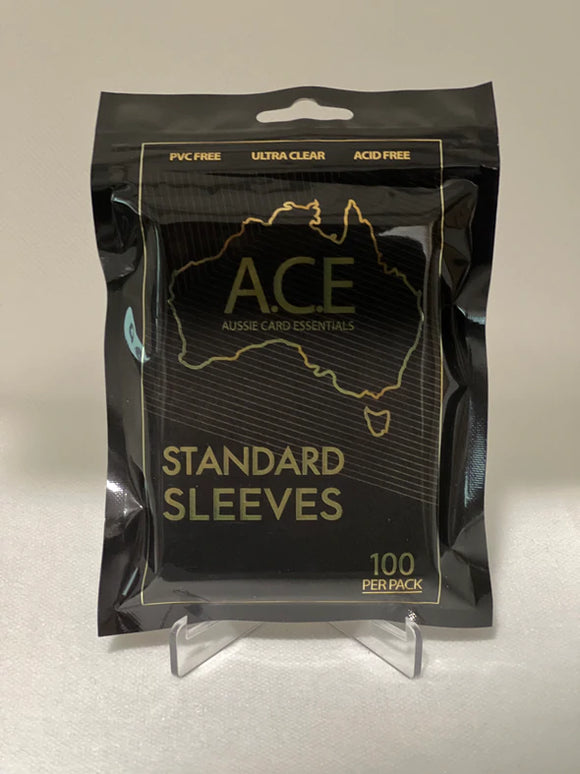 PVC FREE ULTRA CLEAR ACID FREE
A.C.E
AUSSIE CARD ESSENTIALS
STANDARD
SLEEVES
100
PER PACK